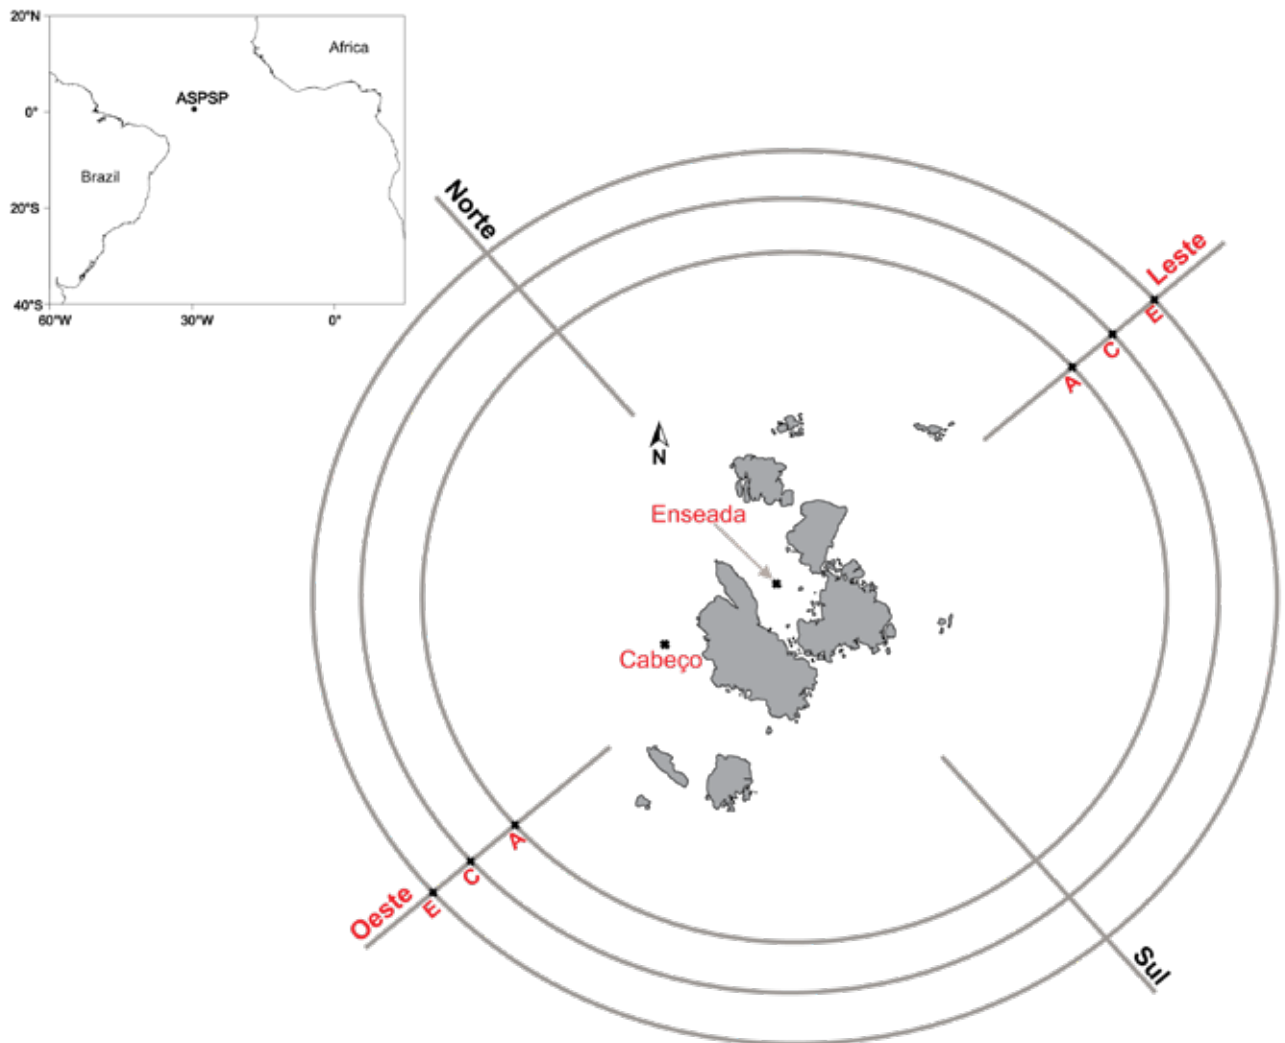 20°N
Africa
ASPSP
0°
Brazil
20°S
40°S
60°W
30°W
0°
Norte
Leste
E
C
A
N
Enseada
Cabeço
A
C
E
Oeste
Sul